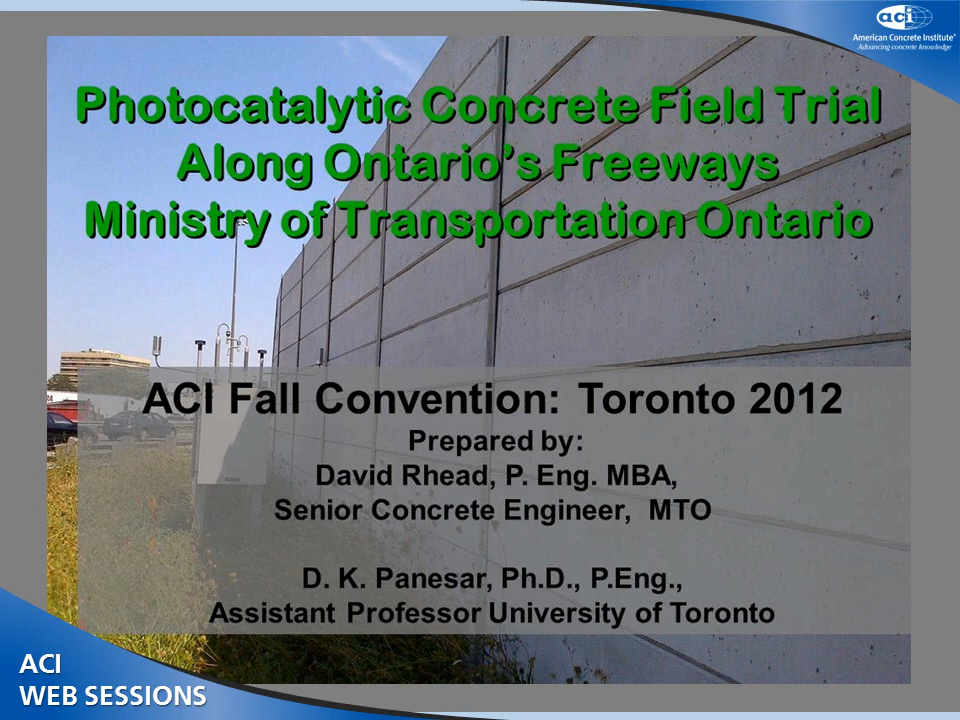 aci
American Concrete Institute®
Advancing concrete knowledge
Photocatalytic Concrete Field Trial
Along Ontario's Freeways
Ministry of Transportation Ontario
ACI Fall Convention: Toronto 2012
Prepared by:
David Rhead, P. Eng. MBA,
Senior Concrete Engineer, MTO
D. K. Panesar, Ph.D., P.Eng.,
Assistant Professor University of Toronto
ACI
WEB SESSIONS